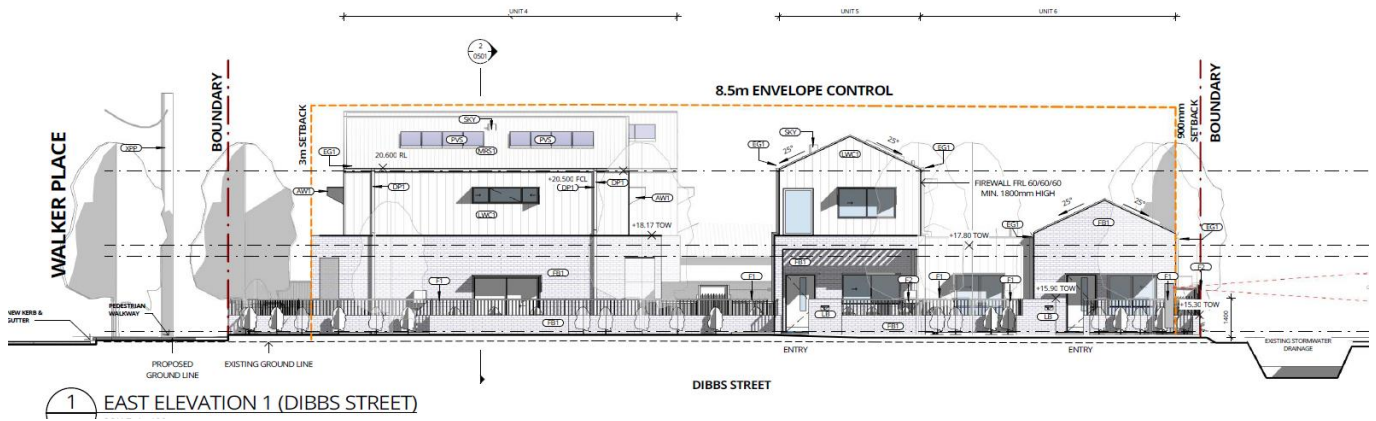 UNIT 4
UNIT 5
UNIT 6
2
0501
8.5m ENVELOPE CONTROL
WALKER PLACE
BOUNDARY
3m SETBACK
900mm
SETBACK
BOUNDARY
XPP
SKY
PVS
PVS
MRS1
EG1
20.600 RL
AW1
DP1
+20.500 FCL
DP1
DP1
AW1
LWC1
+18.17 TOW
FB1
F1
FB1
F1
SKY
25°
25°
EG1
EG1
LWC1
FIREWALL FRL 60/60/60
MIN. 1800mm HIGH
25°
25°
EG1
EG1
FB1
+17.80 TOW
FB1
F2
F1
F1
F1
F2
+15.90 TOW
+15.30 TOW
LB
LB
FB1
1400
NEW KERB &
GUTTER
PEDESTRIAN
WALKWAY
PROPOSED
GROUND LINE
EXISTING GROUND LINE
ENTRY
ENTRY
EXISTING STORMWATER
DRAINAGE
DIBBS STREET
1
EAST ELEVATION 1 (DIBBS STREET)